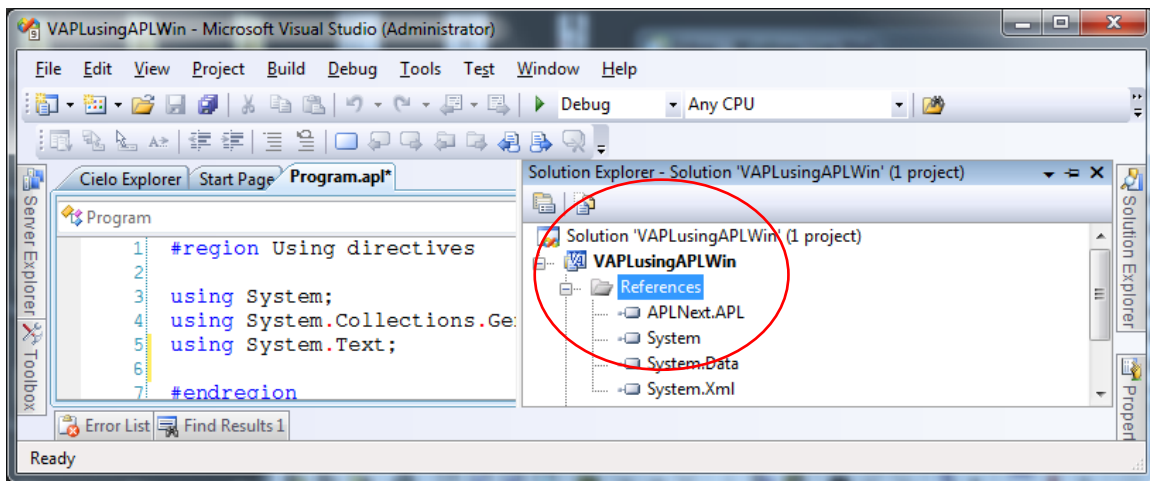 VAPLusingAPLWin - Microsoft Visual Studio (Administrator)
File Edit View Project Build Debug Tools Test Window Help
Debug Any CPU
Cielo Explorer Start Page Program.apl*
Program
1 #region Using directives
2
3 using System;
4 using System.Collections.Ge
5 using System.Text;
6
7 #endregion
Solution Explorer - Solution 'VAPLusingAPLWin' (1 project)
Solution 'VAPLusingAPLWin' (1 project)
VAPLusingAPLWin
References
APLNext.APL
System
System.Data
System.Xml
Server Explorer
Toolbox
Solution Explorer
Propert
Error List Find Results 1
Ready